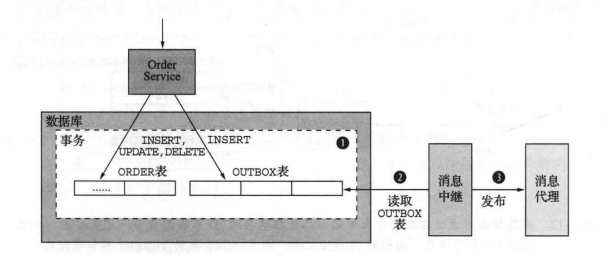 Order
Service
数据库
事务
INSERT,
UPDATE,DELETE
INSERT
❶
ORDER表
OUTBOX表
......
❷
读取
OUTBOX
表
消息
中继
❸
发布
消息
代理